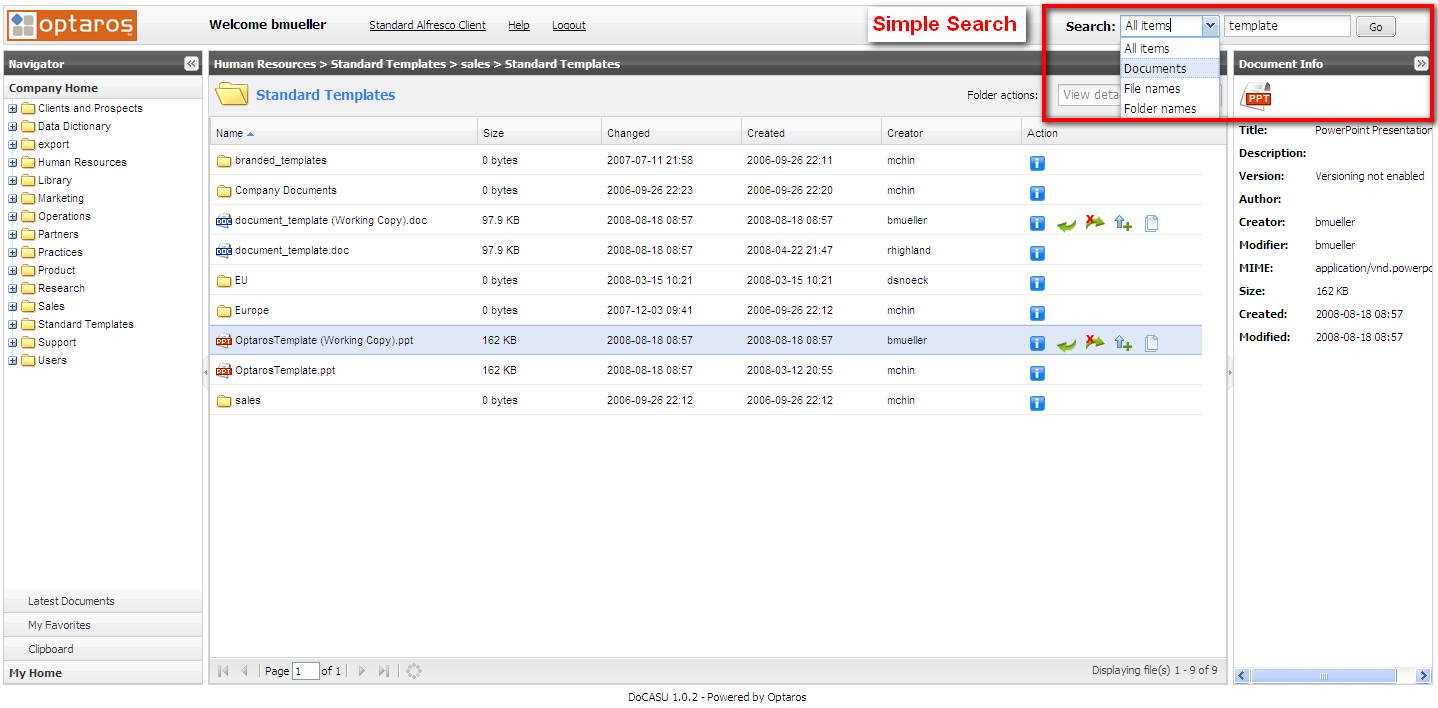 optaros
Welcome bmueller
Standard Alfresco Client
Help
Logout
Simple Search
Search:
All items
template
Go
All items
Documents
File names
Folder names
Navigator
Company Home
Clients and Prospects
Data Dictionary
export
Human Resources
Library
Marketing
Operations
Partners
Practices
Product
Research
Sales
Standard Templates
Support
Users
Latest Documents
My Favorites
Clipboard
My Home
Human Resources > Standard Templates > sales > Standard Templates
Standard Templates
Folder actions:
View deta
Name Size Changed Created Creator Action
branded_templates 0 bytes 2007-07-11 21:58 2006-09-26 22:11 mchin
Company Documents 0 bytes 2006-09-26 22:23 2006-09-26 22:20 mchin
DOC document_template (Working Copy).doc 97.9 KB 2008-08-18 08:57 2008-08-18 08:57 bmueller
DOC document_template.doc 97.9 KB 2008-08-18 08:57 2008-04-22 21:47 rhighland
EU 0 bytes 2008-03-15 10:21 2008-03-15 10:21 dsnoeck
Europe 0 bytes 2007-12-03 09:41 2006-09-26 22:12 mchin
PPT OptarosTemplate (Working Copy).ppt 162 KB 2008-08-18 08:57 2008-08-18 08:57 bmueller
PPT OptarosTemplate.ppt 162 KB 2008-08-18 08:57 2008-03-12 20:55 mchin
sales 0 bytes 2006-09-26 22:12 2006-09-26 22:12 mchin
Page 1 of 1
Displaying file(s) 1 - 9 of 9
Document Info
PPT
Title: PowerPoint Presentation
Description:
Version: Versioning not enabled
Author:
Creator: bmueller
Modifier: bmueller
MIME: application/vnd.powerpo
Size: 162 KB
Created: 2008-08-18 08:57
Modified: 2008-08-18 08:57
DoCASU 1.0.2 - Powered by Optaros